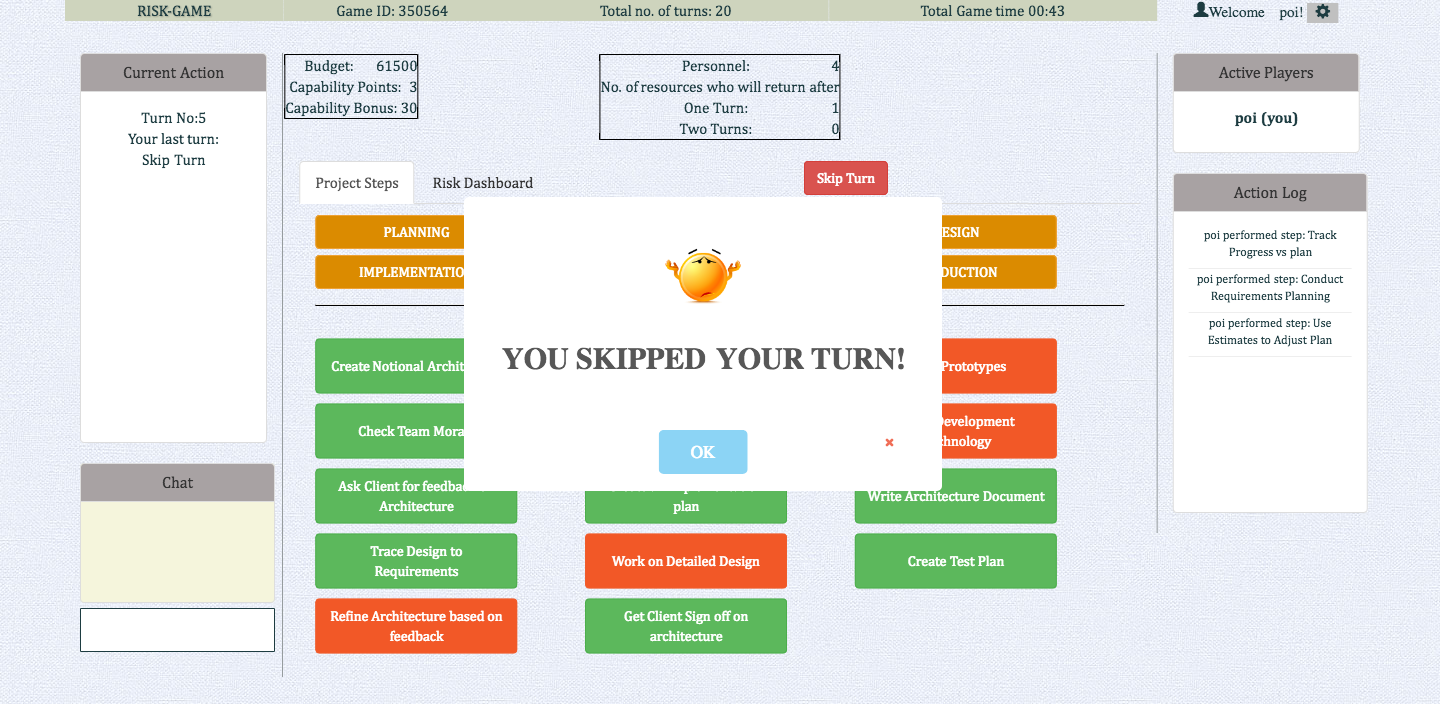 RISK-GAME
Game ID: 350564
Total no. of turns: 20
Total Game time 00:43
Welcome poi!
Current Action
Turn No:5
Your last turn:
Skip Turn
Chat
Budget: 61500
Capability Points: 3
Capability Bonus: 30
Personnel: 4
No. of resources who will return after
One Turn: 1
Two Turns: 0
Project Steps
Risk Dashboard
Skip Turn
PLANNING
IMPLEMENTATIO
ESIGN
DUCTION
YOU SKIPPED YOUR TURN!
OK
Create Notional Archit
Prototypes
Check Team Mora
evelopment
hnology
Ask Client for feedba
Architecture
plan
Write Architecture Document
Trace Design to
Requirements
Work on Detailed Design
Create Test Plan
Refine Architecture based on
feedback
Get Client Sign off on
architecture
Active Players
poi (you)
Action Log
poi performed step: Track
Progress vs plan
poi performed step: Conduct
Requirements Planning
poi performed step: Use
Estimates to Adjust Plan